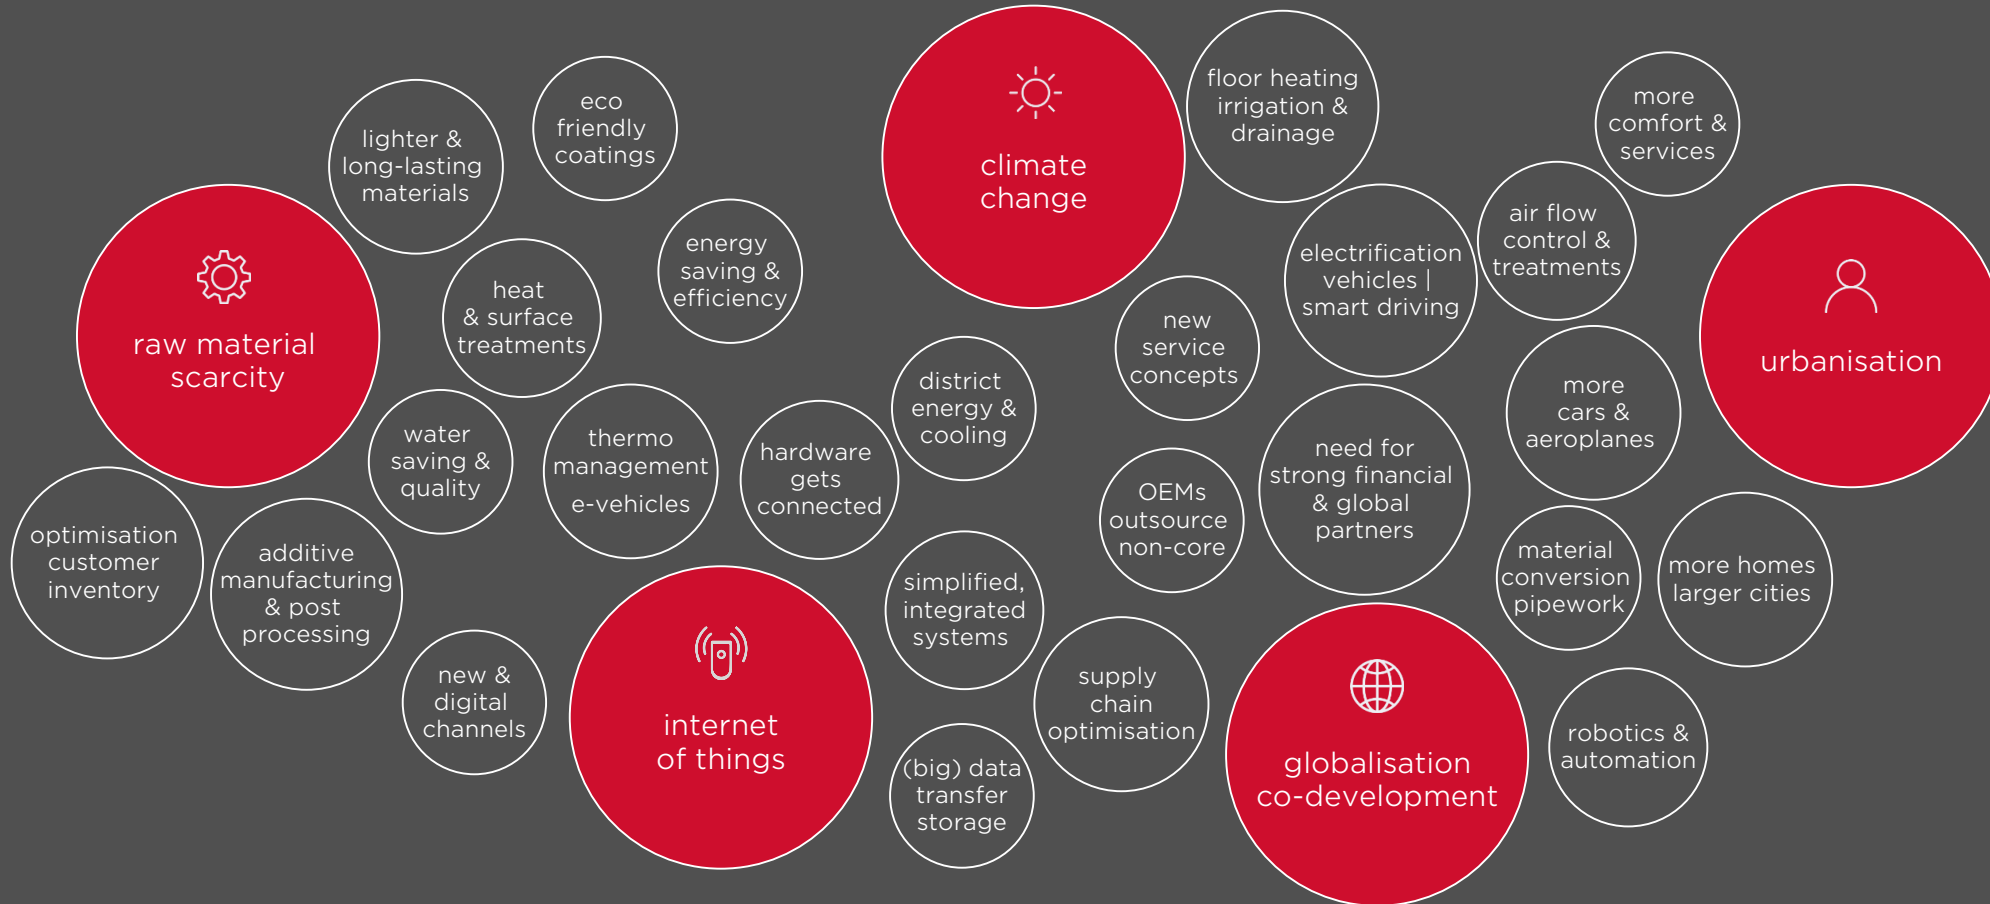 lighter &
long-lasting
materials
eco
friendly
coatings
climate
change
floor heating
irrigation &
drainage
more
comfort &
services
raw material
scarcity
heat
& surface
treatments
energy
saving &
efficiency
new
service
concepts
electrification
vehicles |
smart driving
air flow
control &
treatments
urbanisation
water
saving &
quality
thermo
management
e-vehicles
hardware
gets
connected
district
energy &
cooling
OEMs
outsource
non-core
need for
strong financial
& global
partners
more
cars &
aeroplanes
optimisation
customer
inventory
additive
manufacturing
& post
processing
simplified,
integrated
systems
material
conversion
pipework
more homes
larger cities
new &
digital
channels
internet
of things
supply
chain
optimisation
globalisation
co-development
robotics &
automation
(big) data
transfer
storage